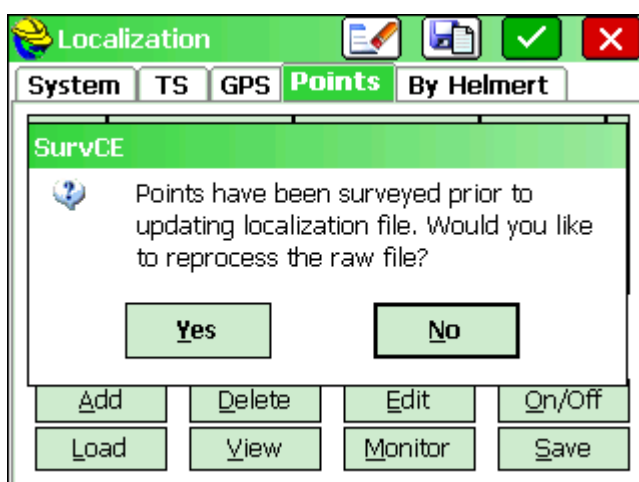 Localization
System TS GPS Points By Helmert
SurvCE
Points have been surveyed prior to
updating localization file. Would you like
to reprocess the raw file?
Yes No
Add Delete Edit On/Off
Load View Monitor Save